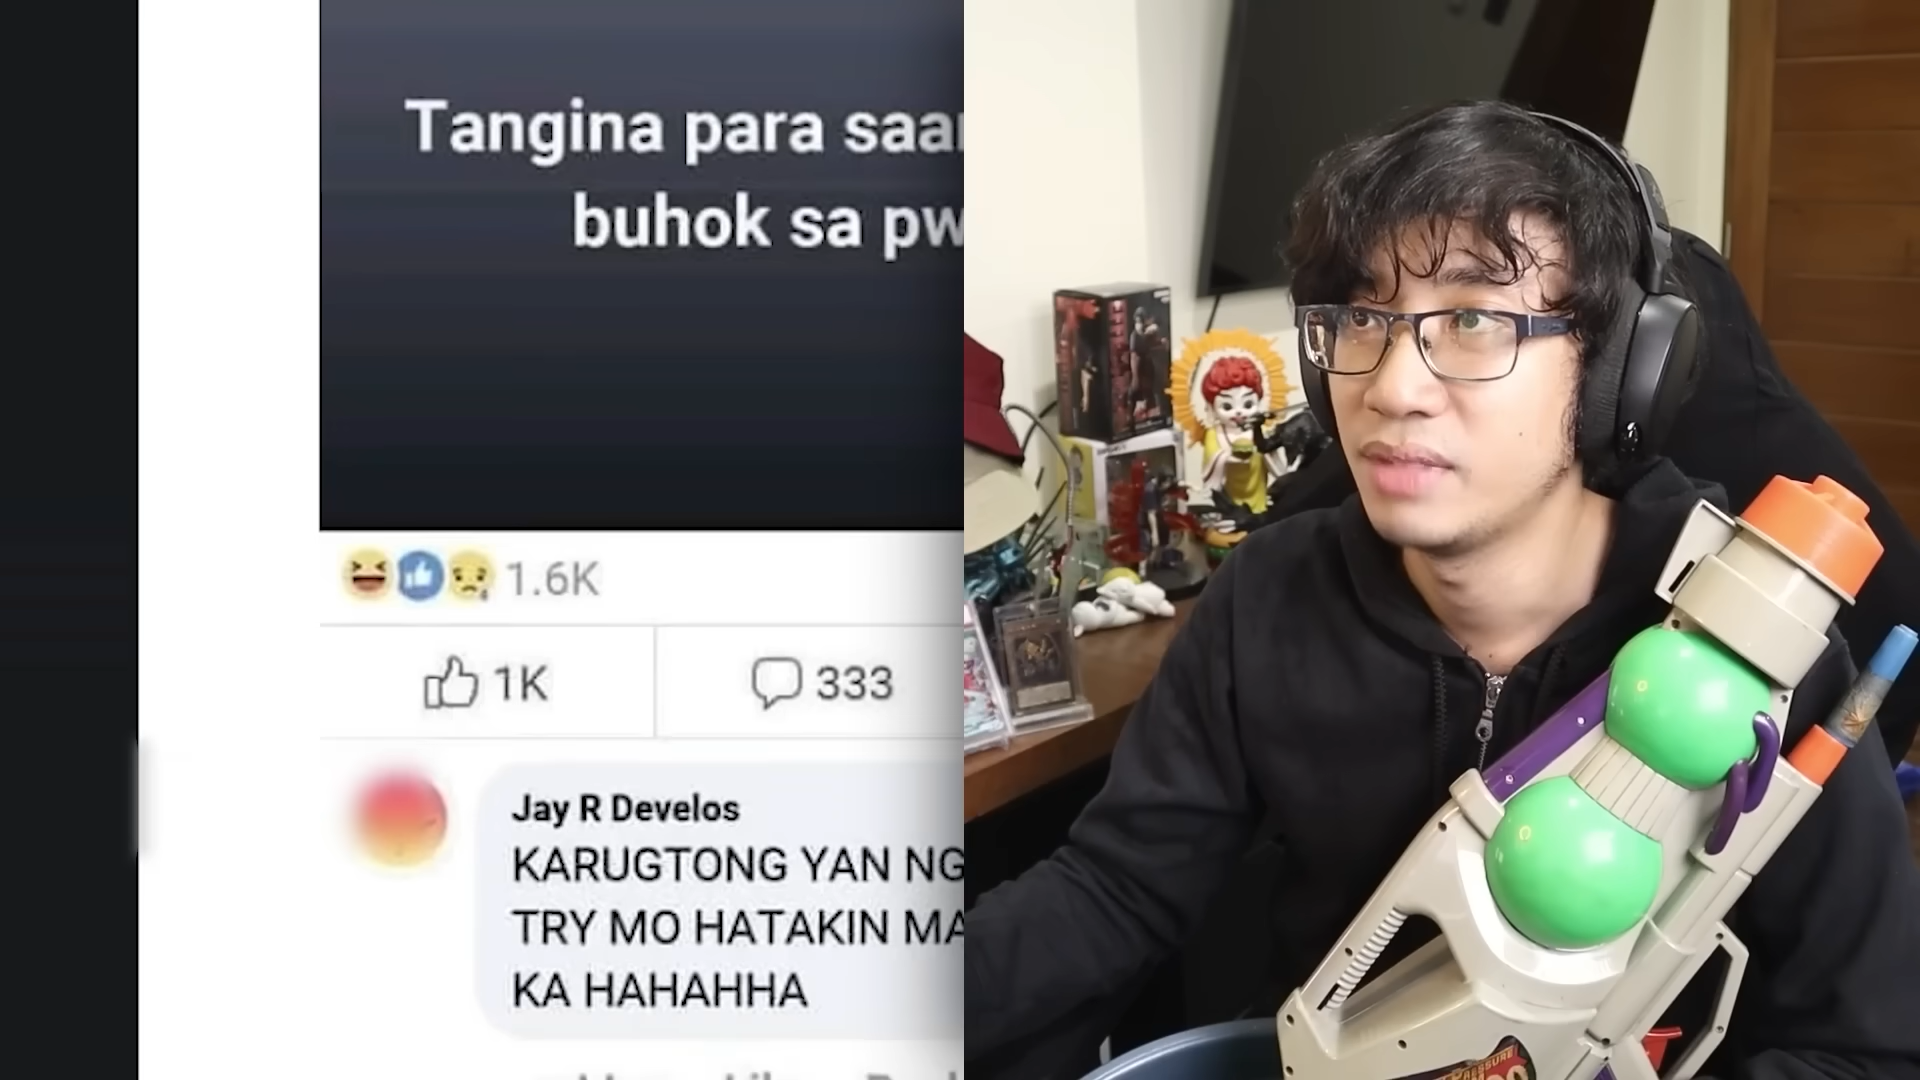 Tangina para saa
buhok sa pw
1.6K
1K
333
Jay R Develos
KARUGTONG YAN NG
TRY MO HATAKIN MA
KA HAHAHHA
PRESSURE